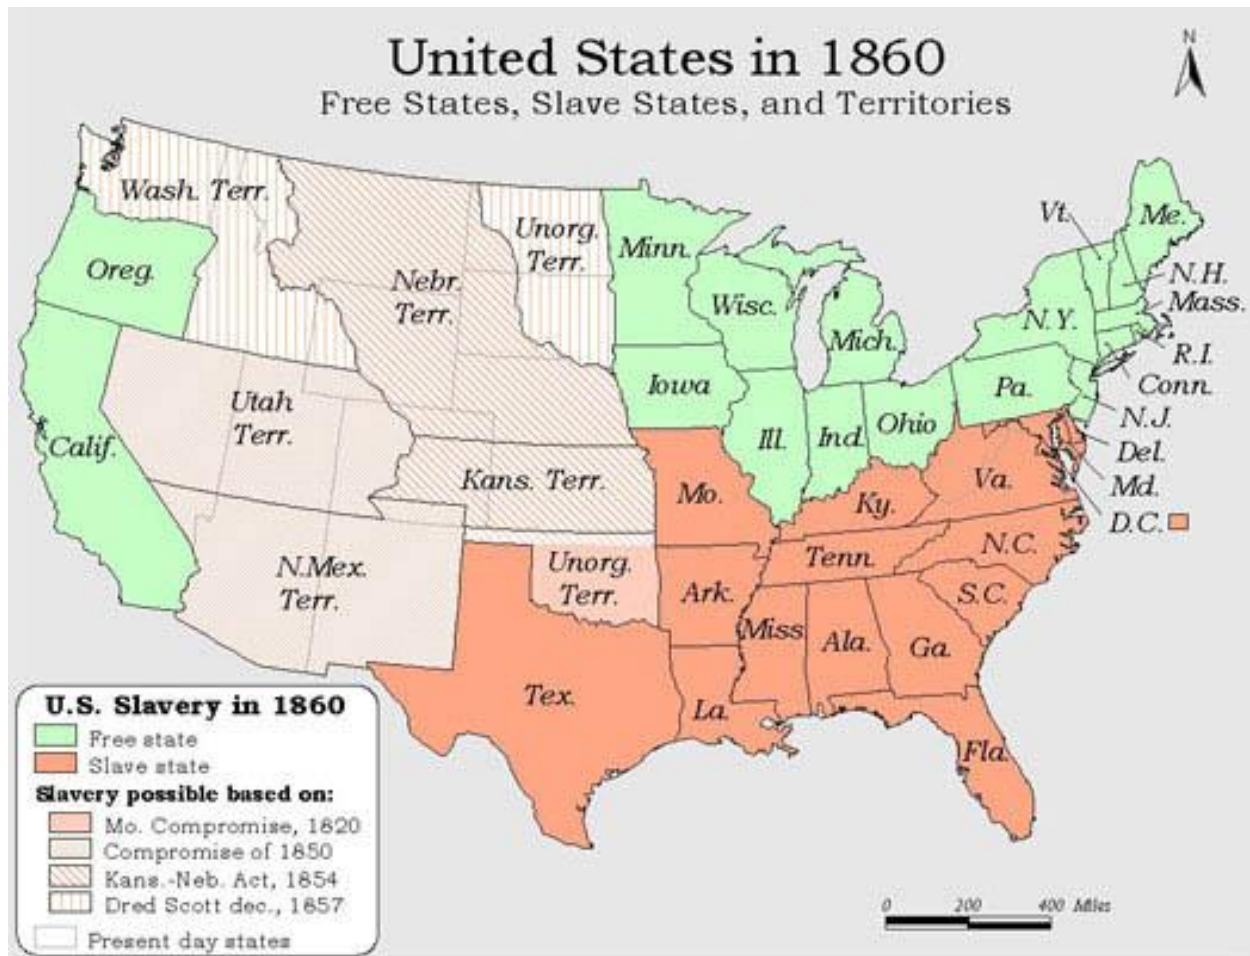 United States in 1860
Free States, Slave States, and Territories
N
Wash. Terr.
Oreg.
Calif.
Nebr.
Terr.
Unorg.
Terr.
Utah
Terr.
N.Mex.
Terr.
Kans. Terr.
Unorg.
Terr.
Minn.
Wisc.
Mich.
Iowa
Ill.
Ind.
Ohio
Pa.
N.Y.
Vt.
Me.
N.H.
Mass.
R.I.
Conn.
N.J.
Del.
Md.
D.C.
Va.
Ky.
Mo.
Tenn.
N.C.
S.C.
Ark.
Miss
Ala.
Ga.
Tex.
La.
Fla.
U.S. Slavery in 1860
Free state
Slave state
Slavery possible based on:
Mo. Compromise, 1820
Compromise of 1850
Kans.-Neb. Act, 1854
Dred Scott dec., 1857
Present day states
0 200 400 Miles